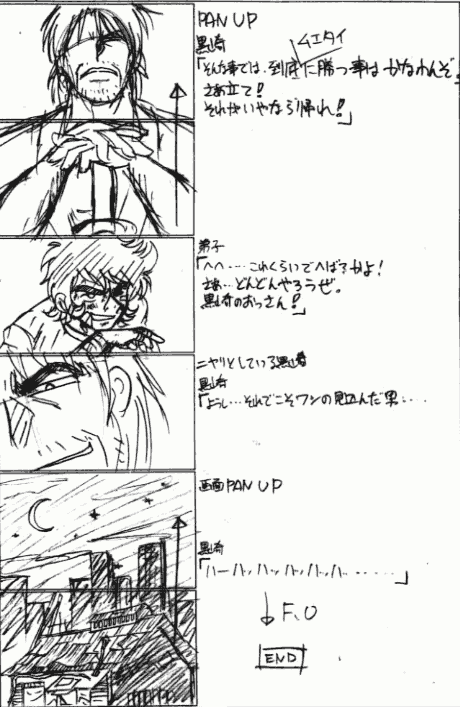 PAN UP
黒崎
ムエタイ
「そんな事では、到底に勝つ事はかなわんぞ。
さあ立て!
それがいやなら帰れ!」
弟子
「へへ‥‥これくらいでへばるかよ!
さあ…どんどんやろうぜ。
黒崎のおっさん!」
ニヤリとしている黒崎
黒崎
「ようし…それでこそワシの見込んだ男‥‥
画面PAN UP
黒崎
「ハーハッハッハッハッハ‥‥‥」
F.O
END